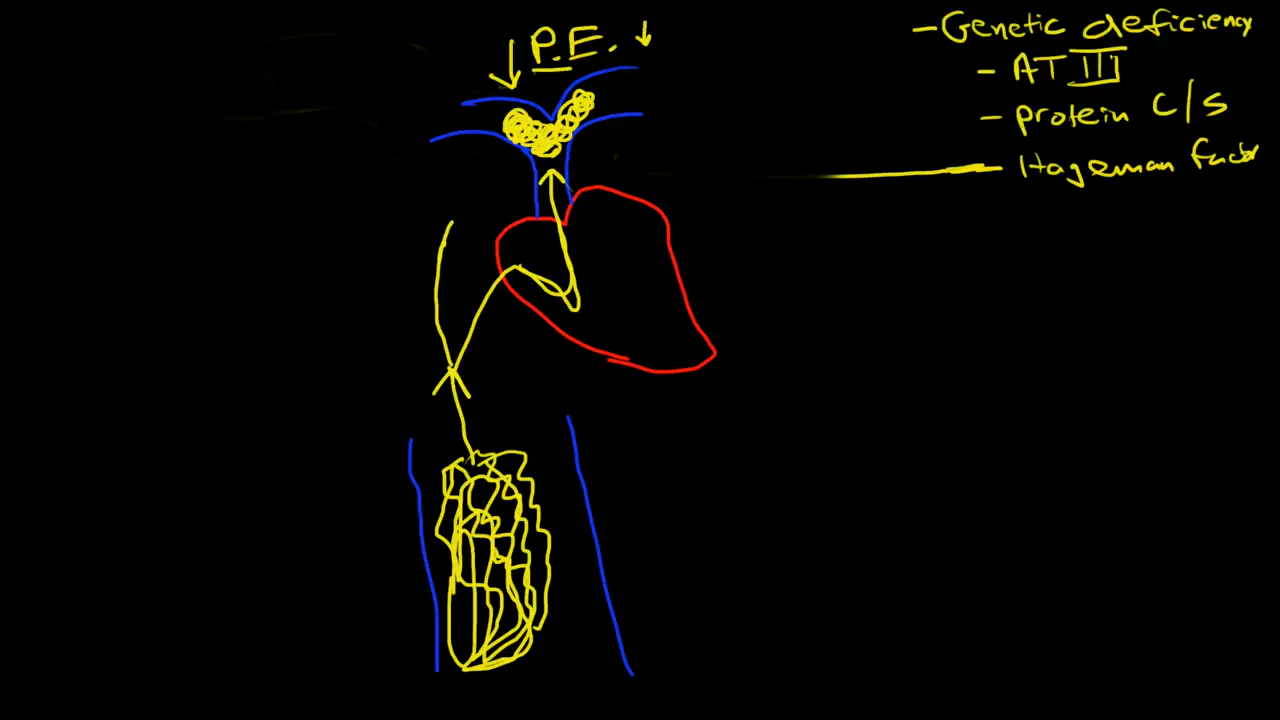 P.E.
- Genetic deficiency
- AT III
- protein C/S
- Hageman factor